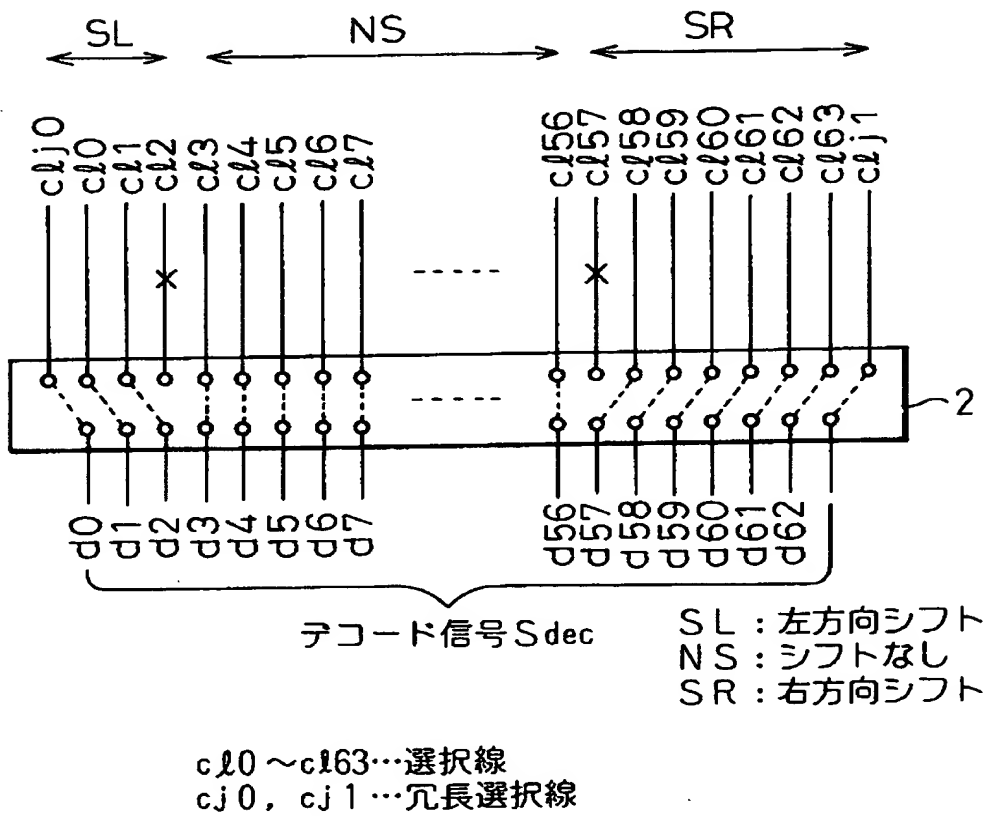 SL NS SR
cℓj0 cℓ0 cℓ1 cℓ2 cℓ3 cℓ4 cℓ5 cℓ6 cℓ7 cℓ56 cℓ57 cℓ58 cℓ59 cℓ60 cℓ61 cℓ62 cℓ63 cℓj1
2
d0 d1 d2 d3 d4 d5 d6 d7 d56 d57 d58 d59 d60 d61 d62
デコード信号Sdec
SL：左方向シフト
NS：シフトなし
SR：右方向シフト
cℓ0～cℓ63…選択線
cj0，cj1…冗長選択線